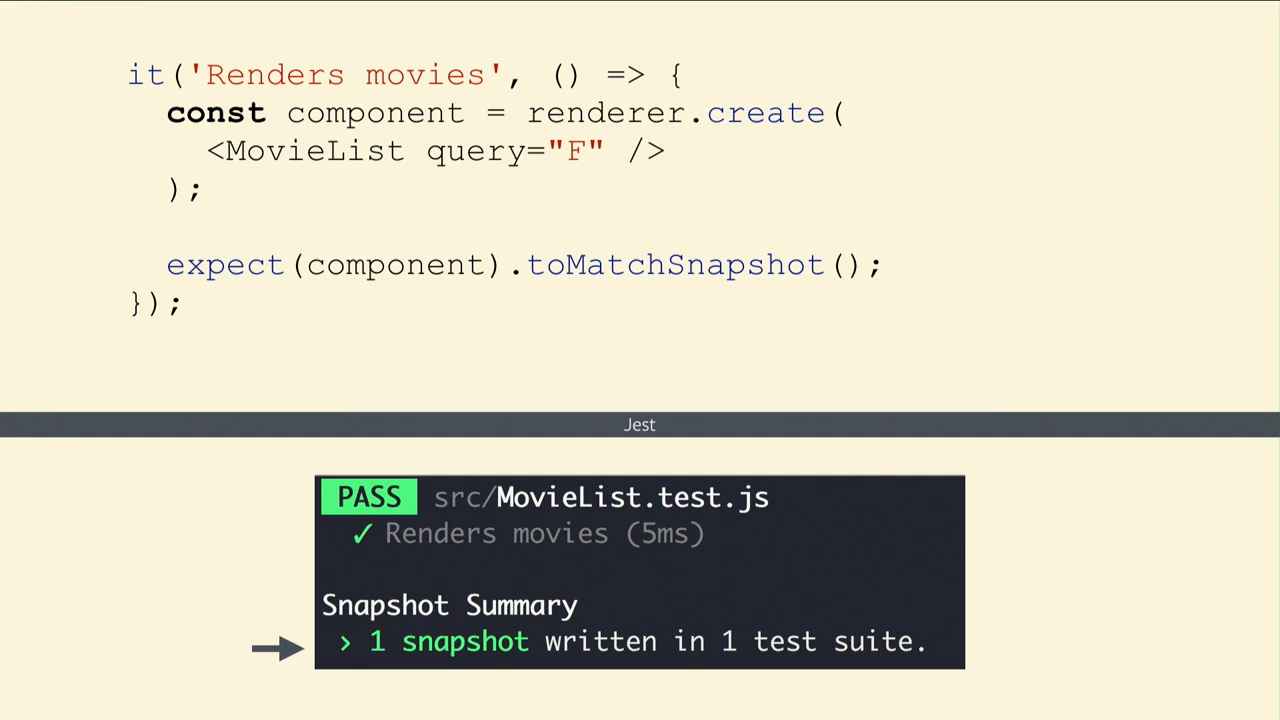 it('Renders movies', () => {
  const component = renderer.create(
    <MovieList query="F" />
  );

  expect(component).toMatchSnapshot();
});
Jest
PASS src/MovieList.test.js
✓ Renders movies (5ms)
Snapshot Summary
› 1 snapshot written in 1 test suite.